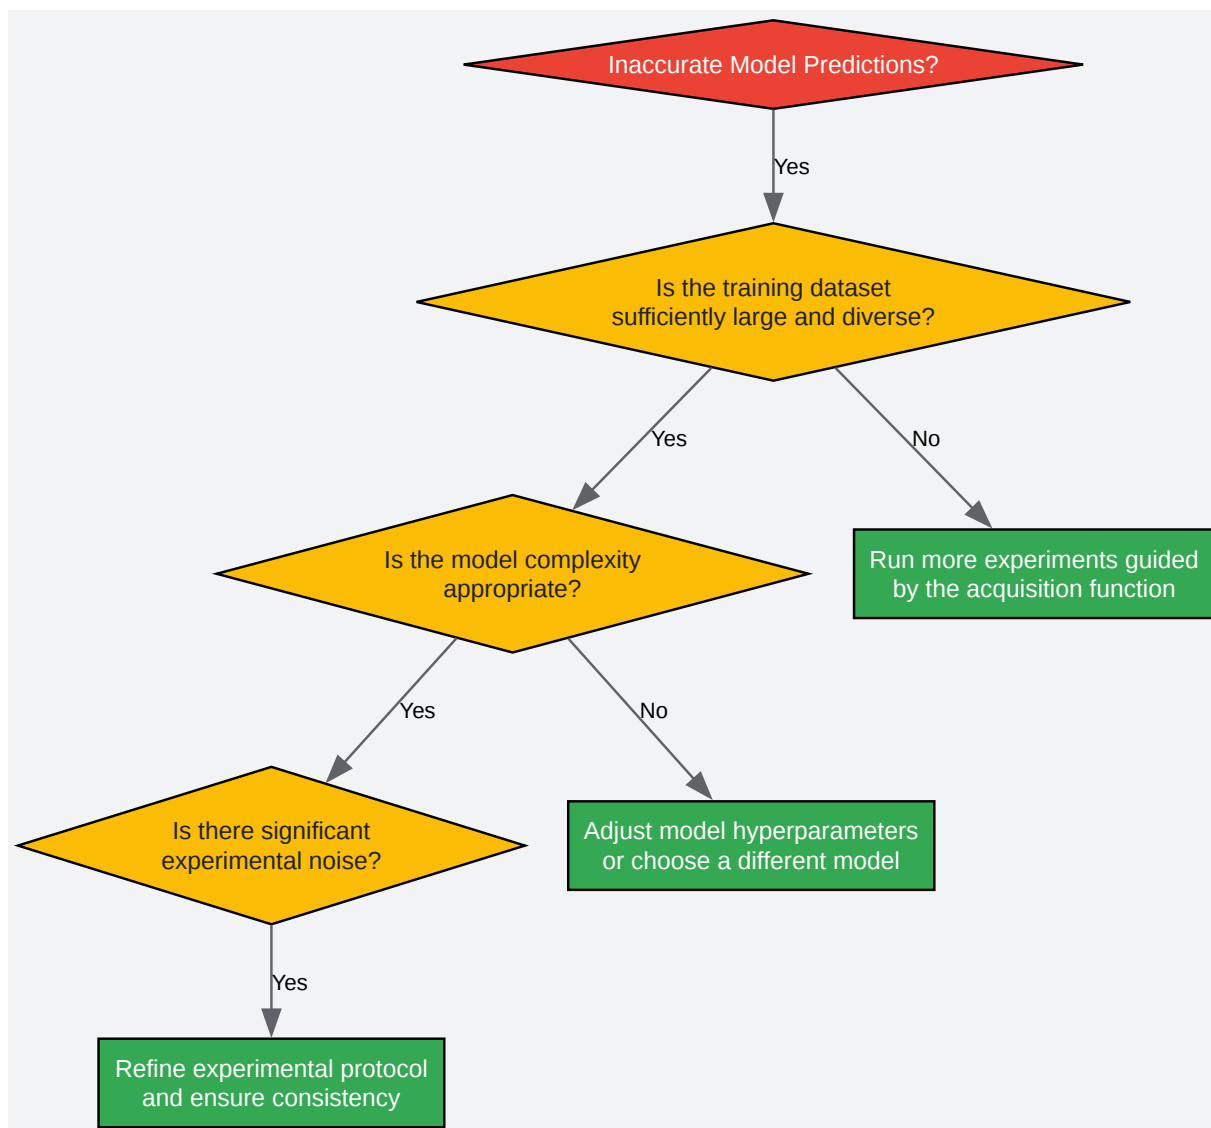 Inaccurate Model Predictions?
Yes
Is the training dataset
sufficiently large and diverse?
Yes
No
Is the model complexity
appropriate?
Run more experiments guided
by the acquisition function
Yes
No
Is there significant
experimental noise?
Adjust model hyperparameters
or choose a different model
Yes
Refine experimental protocol
and ensure consistency